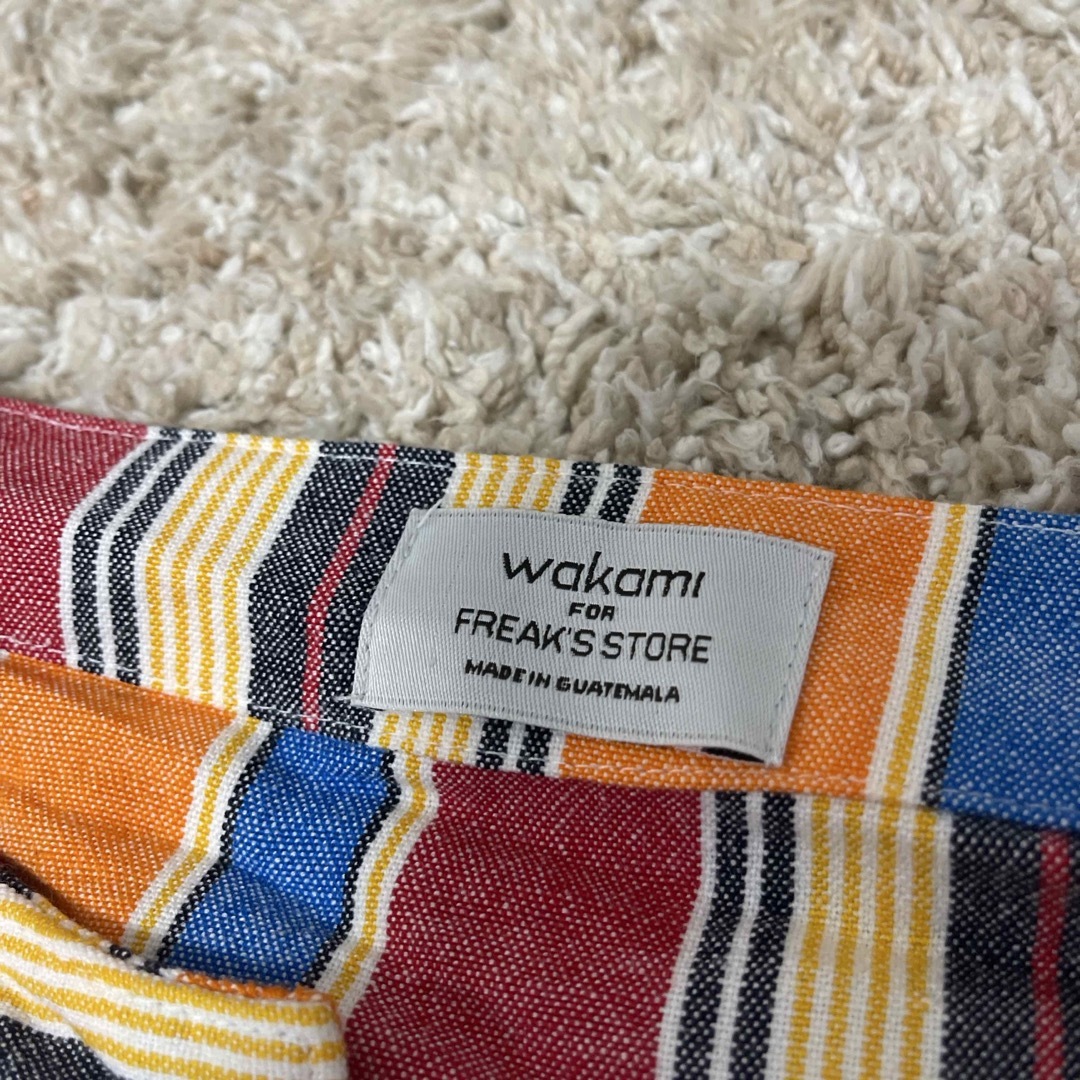 wakami
FOR
FREAK'S STORE
MADE IN GUATEMALA